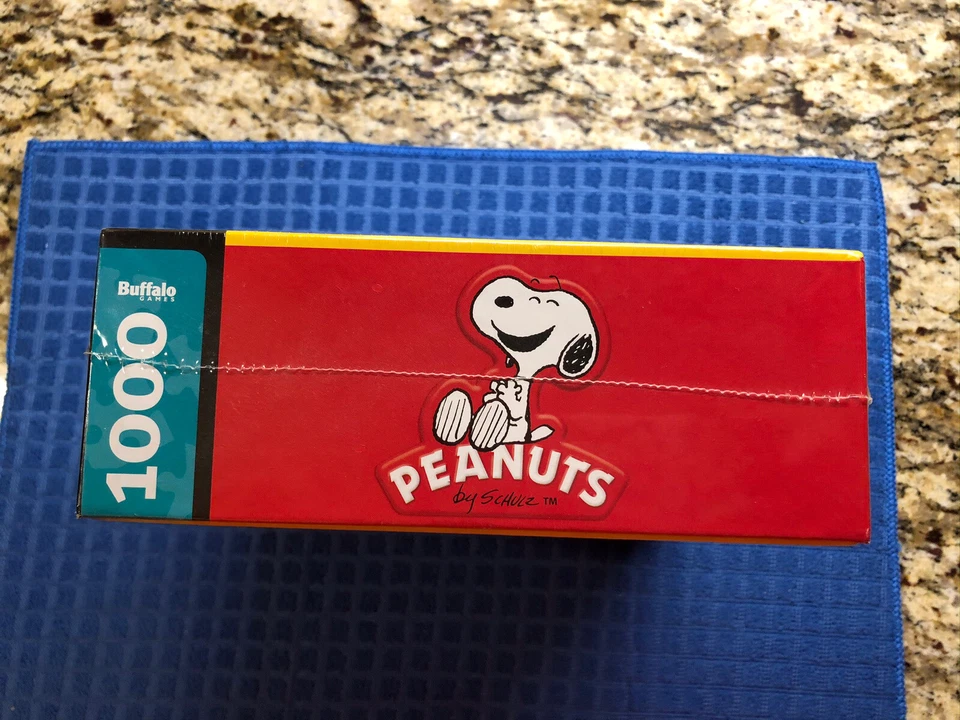 Buffalo
GAMES
1000
PEANUTS
by SCHULZ TM